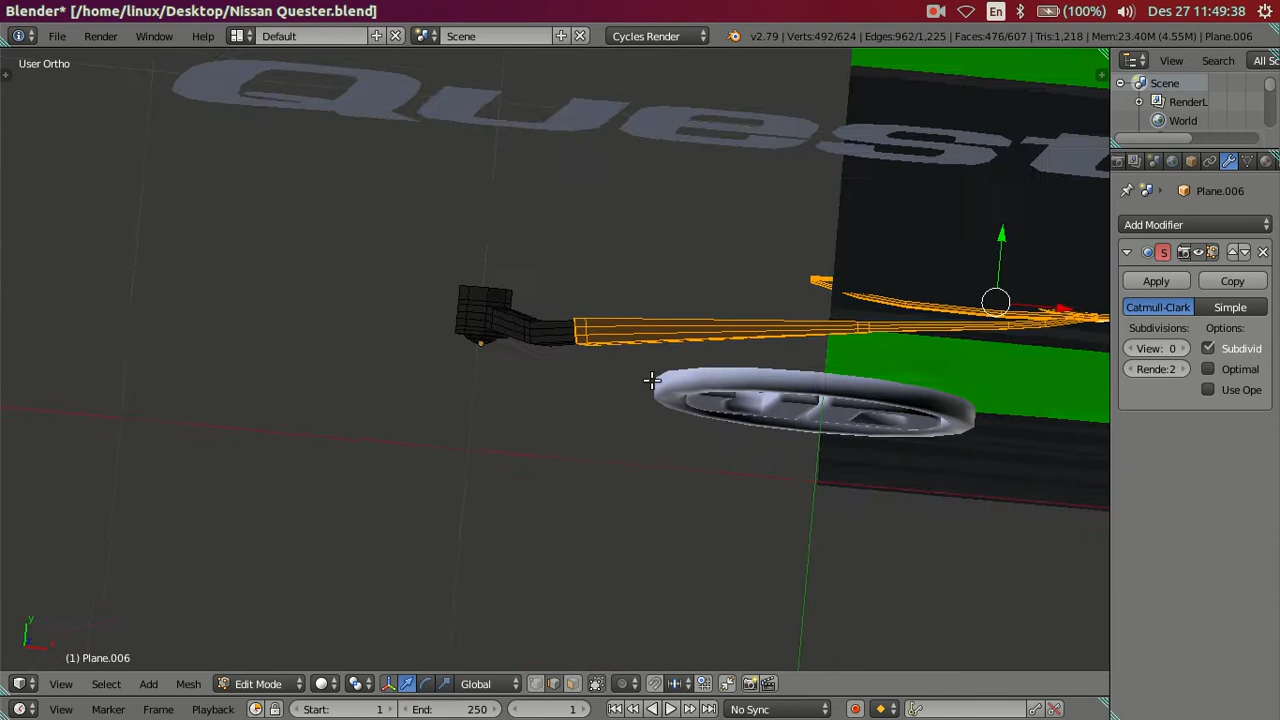 Blender* [/home/linux/Desktop/Nissan Quester.blend]
En (100%) Des 27 11:49:38
File Render Window Help Default Scene Cycles Render v2.79 | Verts:492/624 | Edges:962/1,225 | Faces:476/607 | Tris:1,218 | Mem:23.40M (4.55M) | Plane.006
User Ortho
View Search All Sc
Scene
RenderL
World
Quest
Plane.006
Add Modifier
S
Apply Copy
Catmull-Clark Simple
Subdivisions: Options:
View: 0 Subdivid
Rende:2 Optimal
Use Ope
y
x
(1) Plane.006
View Select Add Mesh Edit Mode Global
View Marker Frame Playback Start: 1 End: 250 1 No Sync